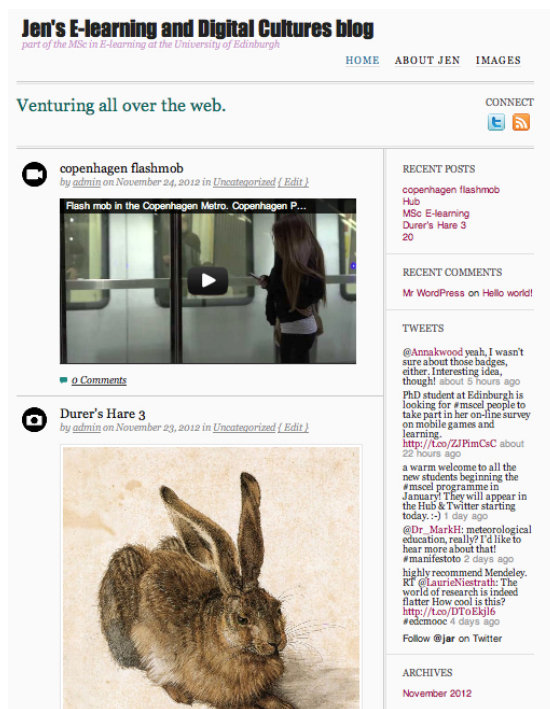 Jen's E-learning and Digital Cultures blog
part of the MSc in E-learning at the University of Edinburgh
HOME ABOUT JEN IMAGES
Venturing all over the web.
CONNECT
copenhagen flashmob
by admin on November 24, 2012 in Uncategorized { Edit }
Flash mob in the Copenhagen Metro. Copenhagen P...
0 Comments
Durer's Hare 3
by admin on November 23, 2012 in Uncategorized { Edit }
RECENT POSTS
copenhagen flashmob
Hub
MSc E-learning
Durer's Hare 3
20
RECENT COMMENTS
Mr WordPress on Hello world!
TWEETS
@Annakwood yeah, I wasn't
sure about those badges,
either. Interesting idea,
though! about 5 hours ago
PhD student at Edinburgh is
looking for #mscel people to
take part in her on-line survey
on mobile games and
learning.
http://t.co/ZJPimCsC about
22 hours ago
a warm welcome to all the
new students beginning the
#mscel programme in
January! They will appear in
the Hub & Twitter starting
today. :-) 1 day ago
@Dr_MarkH: meteorological
education, really? I'd like to
hear more about that!
#manifestoto 2 days ago
highly recommend Mendeley.
RT @LaurieNiestrath: The
world of research is indeed
flatter How cool is this?
http://t.co/DToEkjl6
#edcmooc 4 days ago
Follow @jar on Twitter
ARCHIVES
November 2012